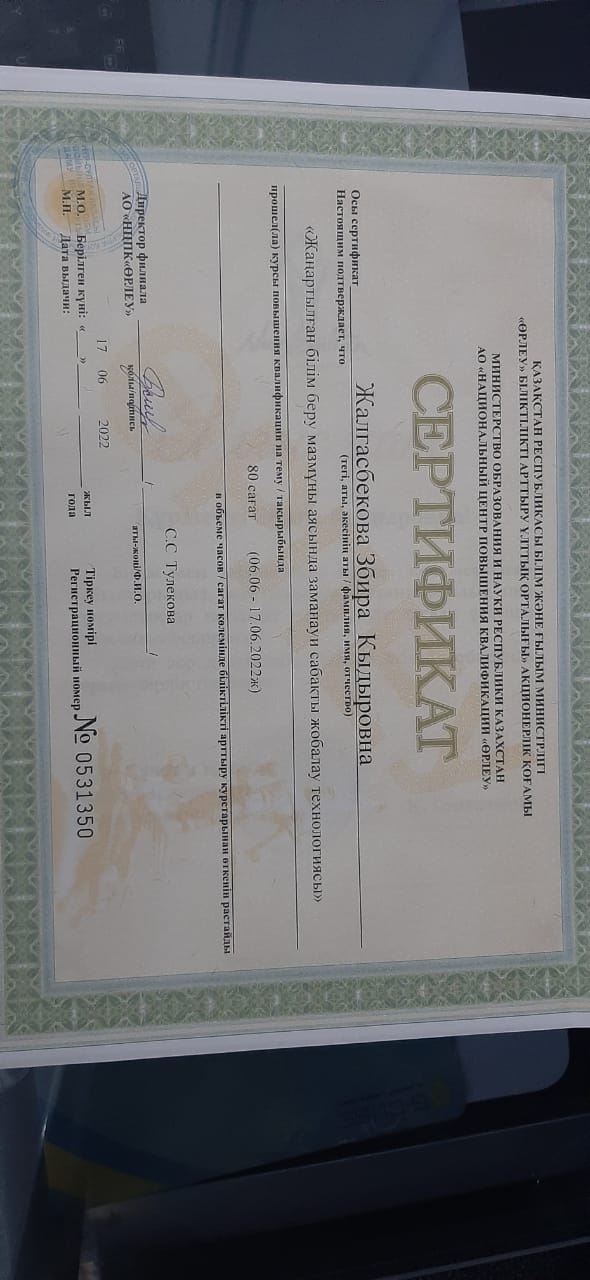 ҚАЗАҚСТАН РЕСПУБЛИКАСЫ БІЛІМ ЖӘНЕ ҒЫЛЫМ МИНИСТРЛІГІ
«ӨРЛЕУ» БІЛІКТІЛІКТІ АРТТЫРУ ҰЛТТЫҚ ОРТАЛЫҒЫ» АКЦИОНЕРЛІК ҚОҒАМЫ
МИНИСТЕРСТВО ОБРАЗОВАНИЯ И НАУКИ РЕСПУБЛИКИ КАЗАХСТАН
АО «НАЦИОНАЛЬНЫЙ ЦЕНТР ПОВЫШЕНИЯ КВАЛИФИКАЦИИ «ӨРЛЕУ»
СЕРТИФИКАТ
Осы сертификат Жалгасбекова Збира Кыдыровна
Настоящим подтверждает, что (тегі, аты, әкесінің аты / фамилия, имя, отчество)
«Жаңартылған білім беру мазмұны аясында заманауи сабақты жобалау технологиясы»
прошел(ла) курсы повышения квалификации на тему / тақырыбында
80 сағат (06.06 - 17.06.2022ж)
в объеме часов / сағат көлемінде біліктілікті арттыру курстарынан өткенін растайды
Директор филиала
АО «НЦПК«ӨРЛЕУ» / С.С Тулекова /
қолы/подпись аты-жөні/Ф.И.О.
М.О. Берілген күні: « 17 » 06 2022 жыл Тіркеу нөмірі
М.П. Дата выдачи: года Регистрационный номер № 0531350